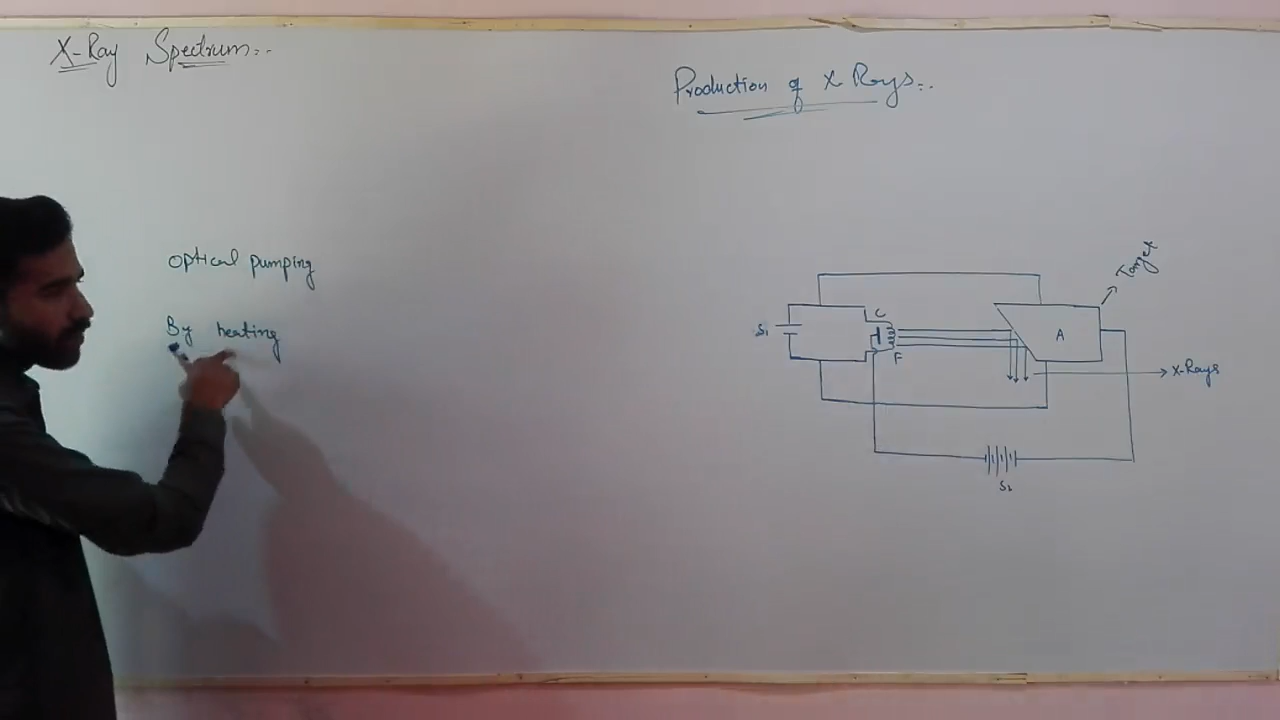 X-Ray Spectrum:-
Production of X-Rays:-
Optical pumping
By heating
Target
C
S₁
A
F
X-Rays
S₂